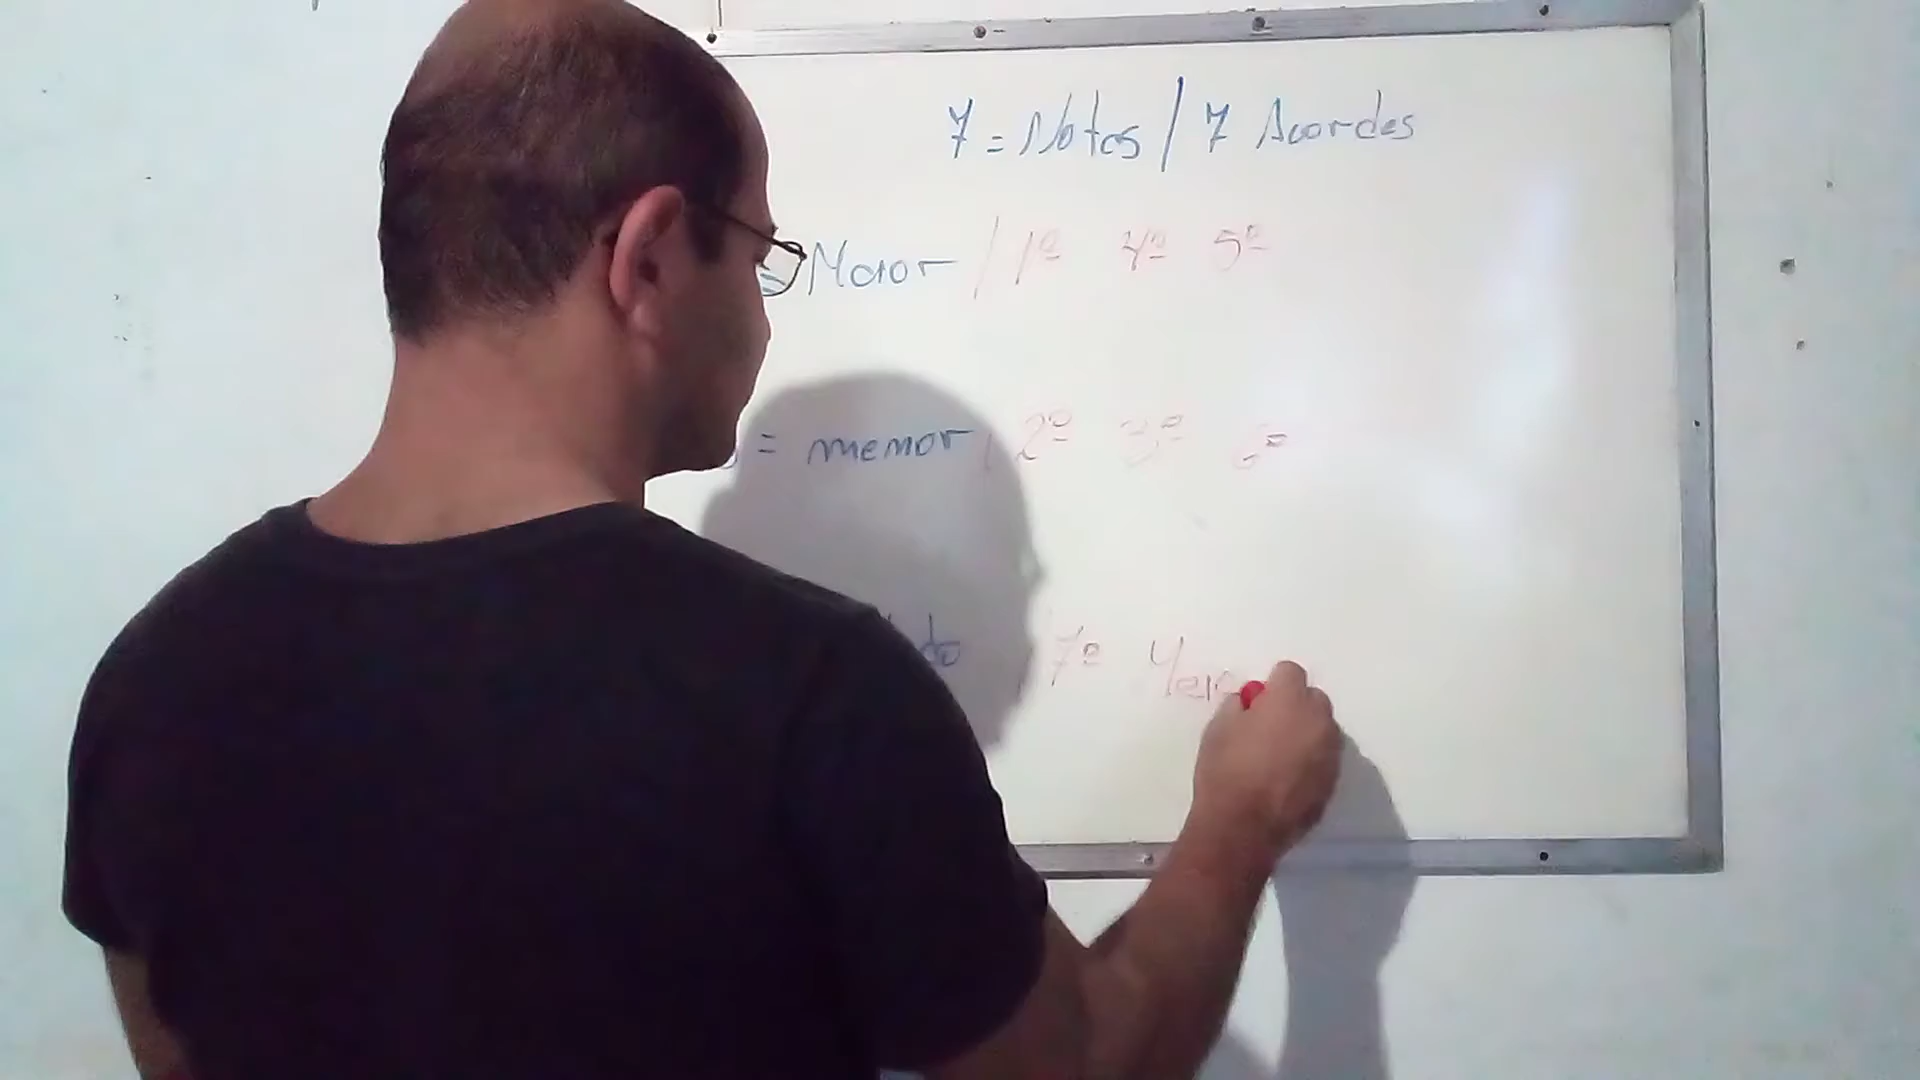 7 = Notas / 7 Acordes
Maior / 1º 4º 5º
= menor / 2º 3º 6º
do 7º